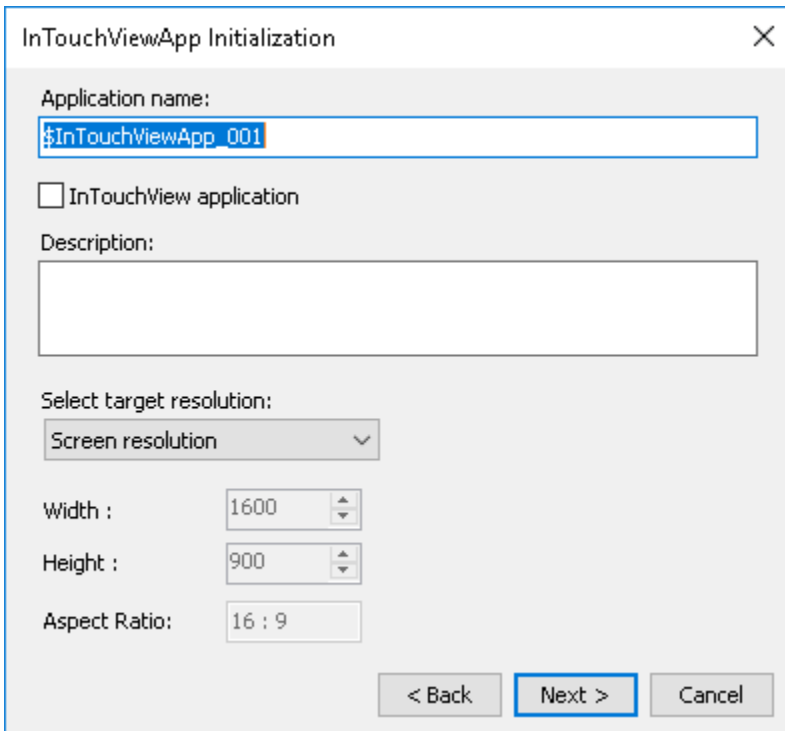 InTouchViewApp Initialization
Application name:
$InTouchViewApp_001
InTouchView application
Description:
Select target resolution:
Screen resolution
Width : 1600
Height : 900
Aspect Ratio: 16 : 9
< Back Next > Cancel